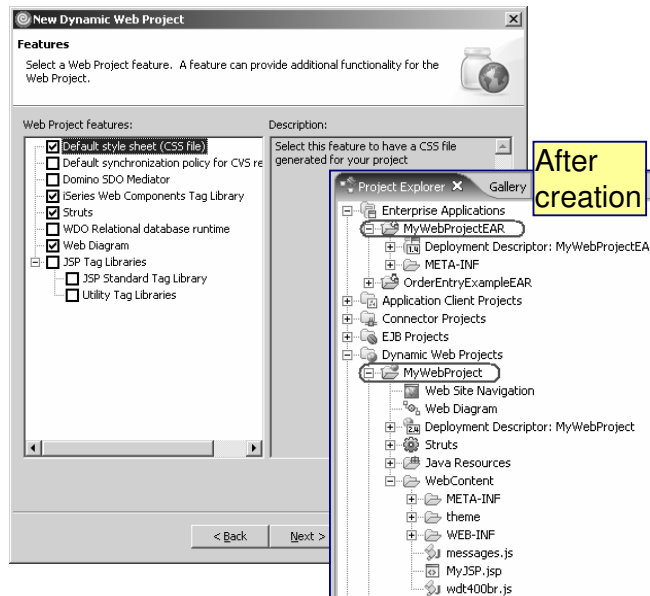 New Dynamic Web Project
Features
Select a Web Project feature. A feature can provide additional functionality for the
Web Project.
Web Project features:
Default style sheet (CSS file)
Default synchronization policy for CVS re
Domino SDO Mediator
iSeries Web Components Tag Library
Struts
WDO Relational database runtime
Web Diagram
JSP Tag Libraries
JSP Standard Tag Library
Utility Tag Libraries
Description:
Select this feature to have a CSS file
generated for your project
< Back
Next >
After
creation
Project Explorer
Gallery
Enterprise Applications
MyWebProjectEAR
1.4
Deployment Descriptor: MyWebProjectEA
META-INF
OrderEntryExampleEAR
Application Client Projects
Connector Projects
EJB Projects
Dynamic Web Projects
MyWebProject
Web Site Navigation
Web Diagram
2.4
Deployment Descriptor: MyWebProject
Struts
Java Resources
WebContent
META-INF
theme
WEB-INF
messages.js
MyJSP.jsp
wdt400br.js